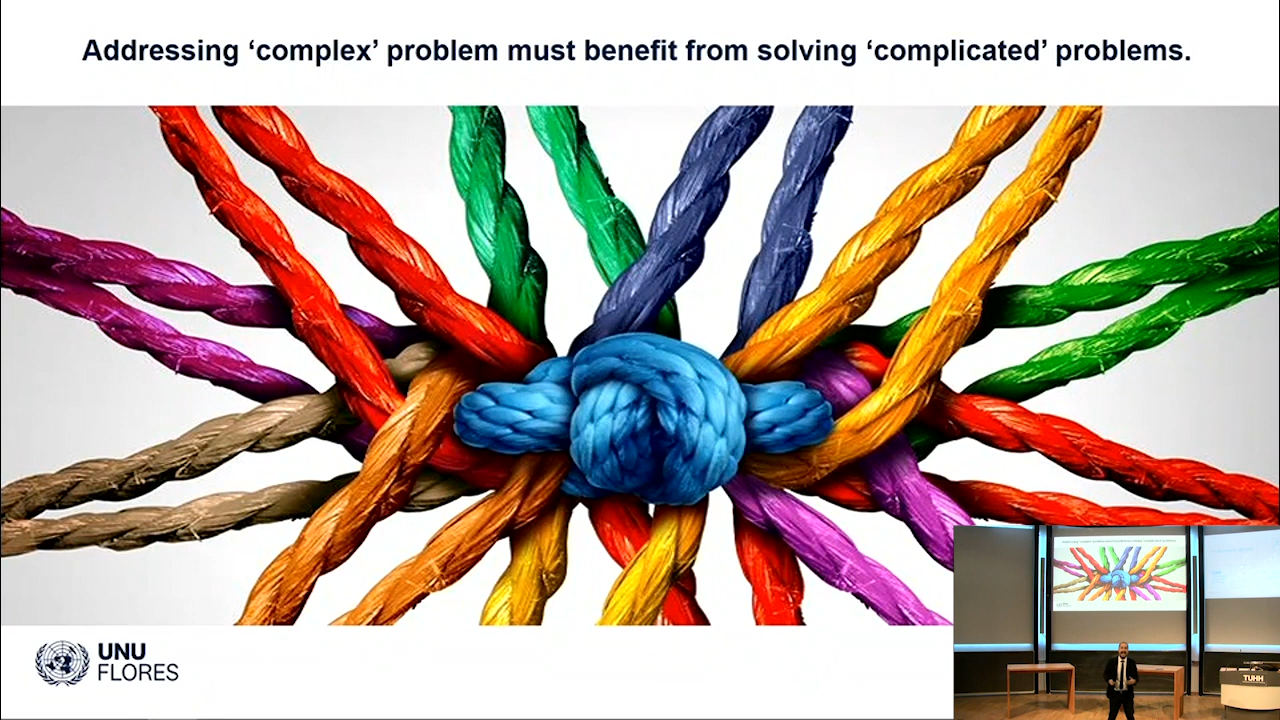 Addressing ‘complex’ problem must benefit from solving ‘complicated’ problems.
UNU
FLORES
TUHH